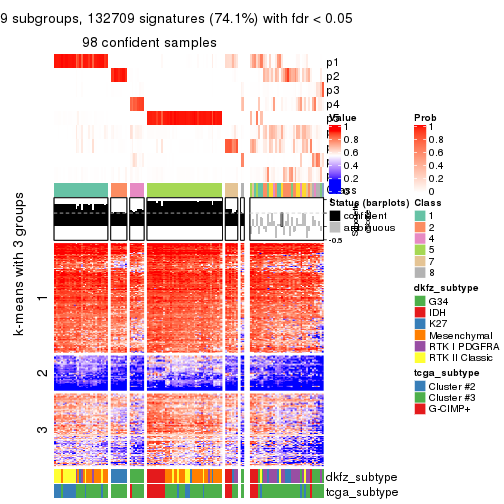 9 subgroups, 132709 signatures (74.1%) with fdr < 0.05
98 confident samples
p1
p2
p3
p4
Class
k-means with 3 groups
1
2
3
Value
1
0.8
0.6
0.4
0.2
Prob
1
0.8
0.6
0.4
0.2
0
Status (barplots)
confident
ambiguous
-0.5
Class
1
2
4
5
7
8
dkfz_subtype
G34
IDH
K27
Mesenchymal
RTK I PDGFRA
RTK II Classic
tcga_subtype
Cluster #2
Cluster #3
G-CIMP+
dkfz_subtype
tcga_subtype